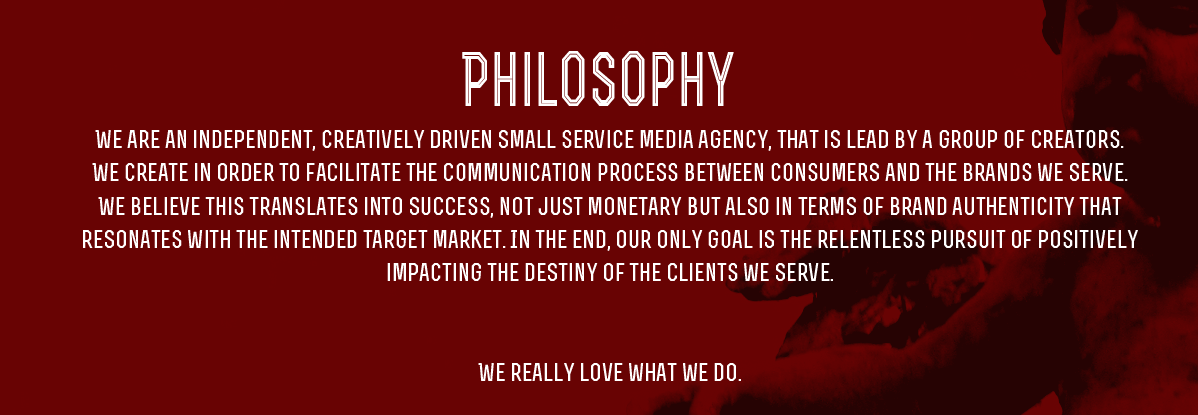 PHILOSOPHY
WE ARE AN INDEPENDENT, CREATIVELY DRIVEN SMALL SERVICE MEDIA AGENCY, THAT IS LEAD BY A GROUP OF CREATORS.
WE CREATE IN ORDER TO FACILITATE THE COMMUNICATION PROCESS BETWEEN CONSUMERS AND THE BRANDS WE SERVE.
WE BELIEVE THIS TRANSLATES INTO SUCCESS, NOT JUST MONETARY BUT ALSO IN TERMS OF BRAND AUTHENTICITY THAT
RESONATES WITH THE INTENDED TARGET MARKET. IN THE END, OUR ONLY GOAL IS THE RELENTLESS PURSUIT OF POSITIVELY
IMPACTING THE DESTINY OF THE CLIENTS WE SERVE.
WE REALLY LOVE WHAT WE DO.